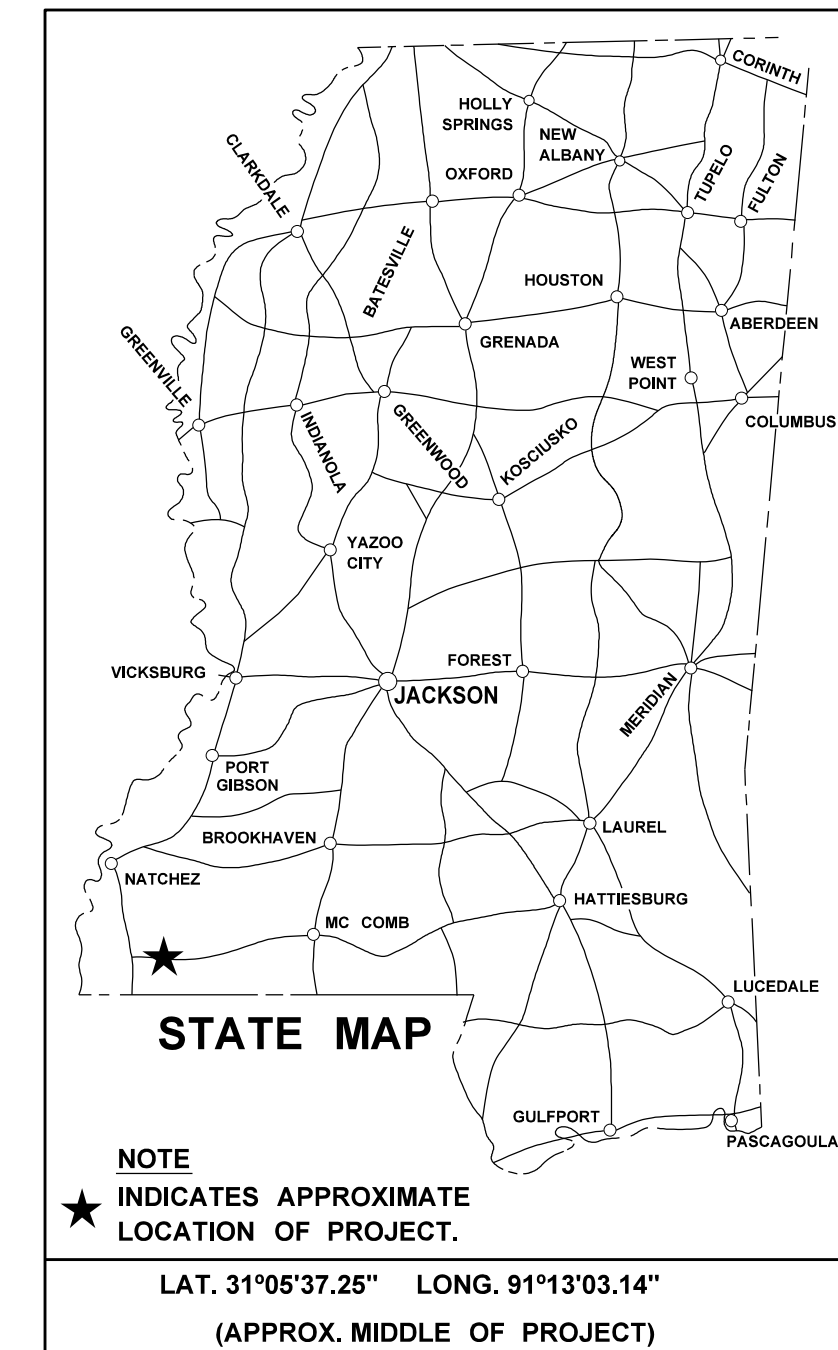 CORINTH
HOLLY
SPRINGS
NEW
ALBANY
CLARKDALE
OXFORD
TUPELO
FULTON
BATESVILLE
HOUSTON
ABERDEEN
GREENVILLE
GRENADA
WEST
POINT
COLUMBUS
INDIANOLA
GREENWOOD
KOSCIUSKO
YAZOO
CITY
VICKSBURG
FOREST
JACKSON
MERIDIAN
PORT
GIBSON
BROOKHAVEN
LAUREL
NATCHEZ
HATTIESBURG
MC COMB
LUCEDALE
STATE MAP
GULFPORT
PASCAGOULA
NOTE
INDICATES APPROXIMATE
LOCATION OF PROJECT.
LAT. 31º05'37.25" LONG. 91º13'03.14"
(APPROX. MIDDLE OF PROJECT)